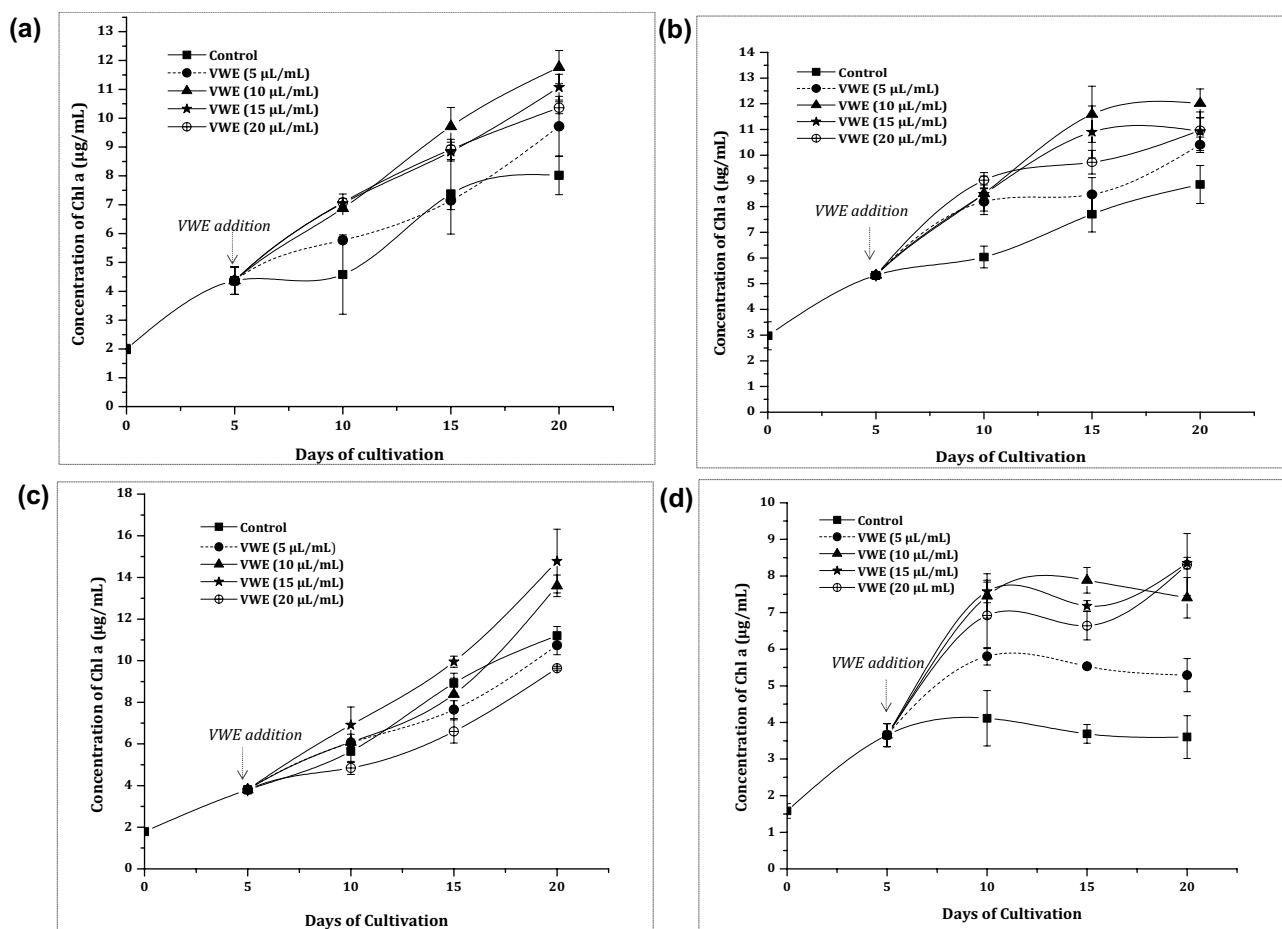 (a)
Control
VWE (5 µL/mL)
VWE (10 µL/mL)
VWE (15 µL/mL)
VWE (20 µL/mL)
VWE addition
Concentration of Chl a (µg/mL)
13
12
11
10
9
8
7
6
5
4
3
2
1
0
0 5 10 15 20
Days of cultivation
(b)
Control
VWE (5 µL/mL)
VWE (10 µL/mL)
VWE (15 µL/mL)
VWE (20 µL/mL)
VWE addition
Concentration of Chl a (µg/mL)
14
13
12
11
10
9
8
7
6
5
4
3
2
1
0
0 5 10 15 20
Days of Cultivation
(c)
Control
VWE (5 µL/mL)
VWE (10 µL/mL)
VWE (15 µL/mL)
VWE (20 µL/mL)
VWE addition
Concentration of Chl a (µg/mL)
18
16
14
12
10
8
6
4
2
0
0 5 10 15 20
Days of Cultivation
(d)
Control
VWE (5 µL/mL)
VWE (10 µL/mL)
VWE (15 µL/mL)
VWE (20 µL mL)
VWE addition
Concentration of Chl a (µg/mL)
10
9
8
7
6
5
4
3
2
1
0
0 5 10 15 20
Days of Cultivation